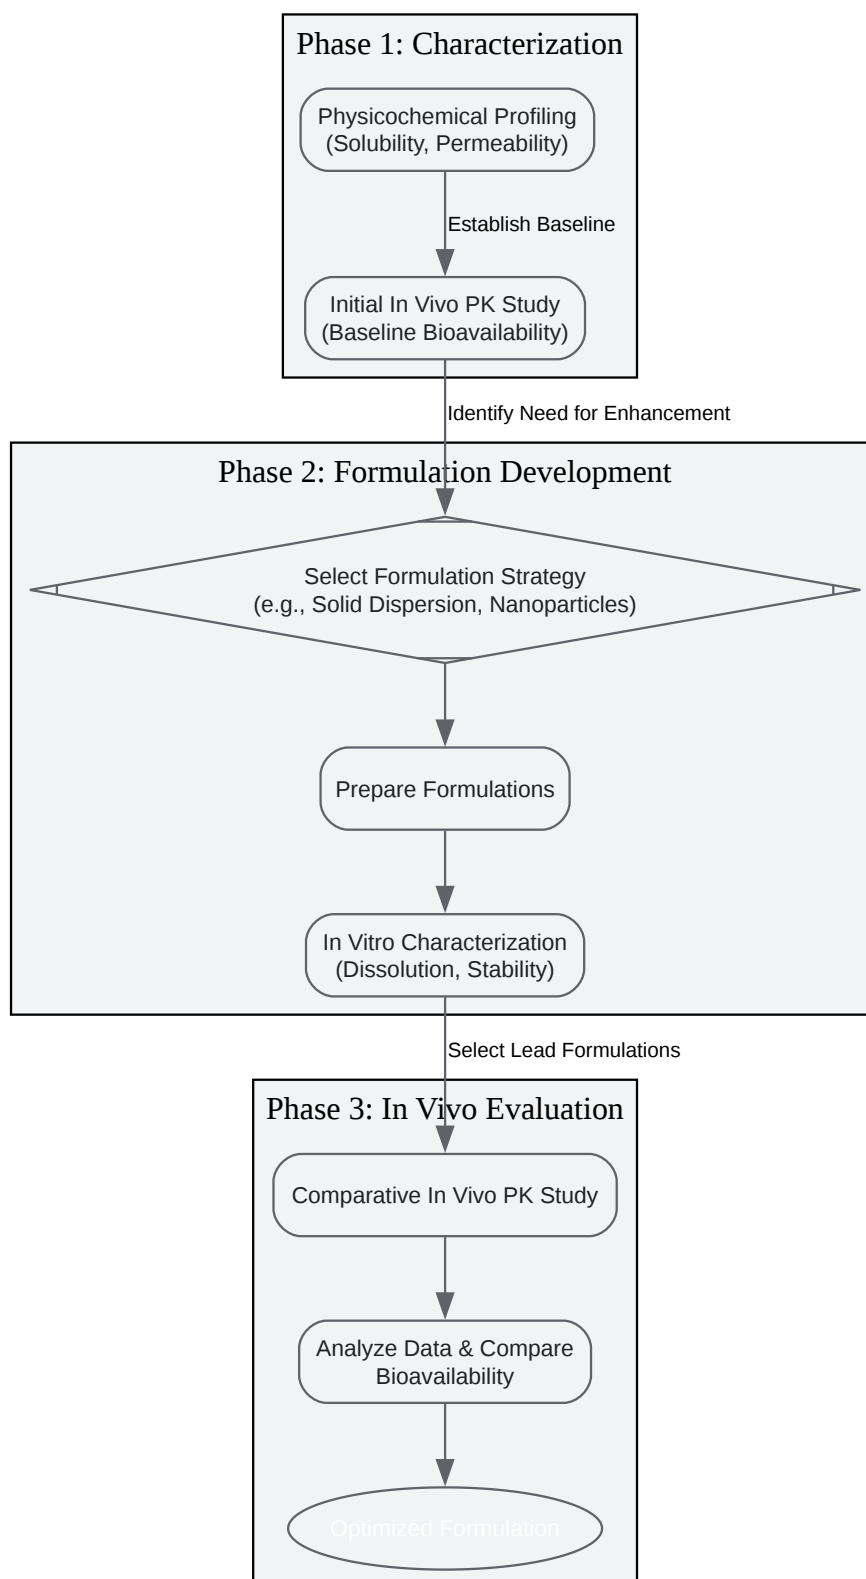 Phase 1: Characterization
Physicochemical Profiling
(Solubility, Permeability)
Establish Baseline
Initial In Vivo PK Study
(Baseline Bioavailability)
Identify Need for Enhancement
Phase 2: Formulation Development
Select Formulation Strategy
(e.g., Solid Dispersion, Nanoparticles)
Prepare Formulations
In Vitro Characterization
(Dissolution, Stability)
Select Lead Formulations
Phase 3: In Vivo Evaluation
Comparative In Vivo PK Study
Analyze Data & Compare
Bioavailability
Optimized Formulation